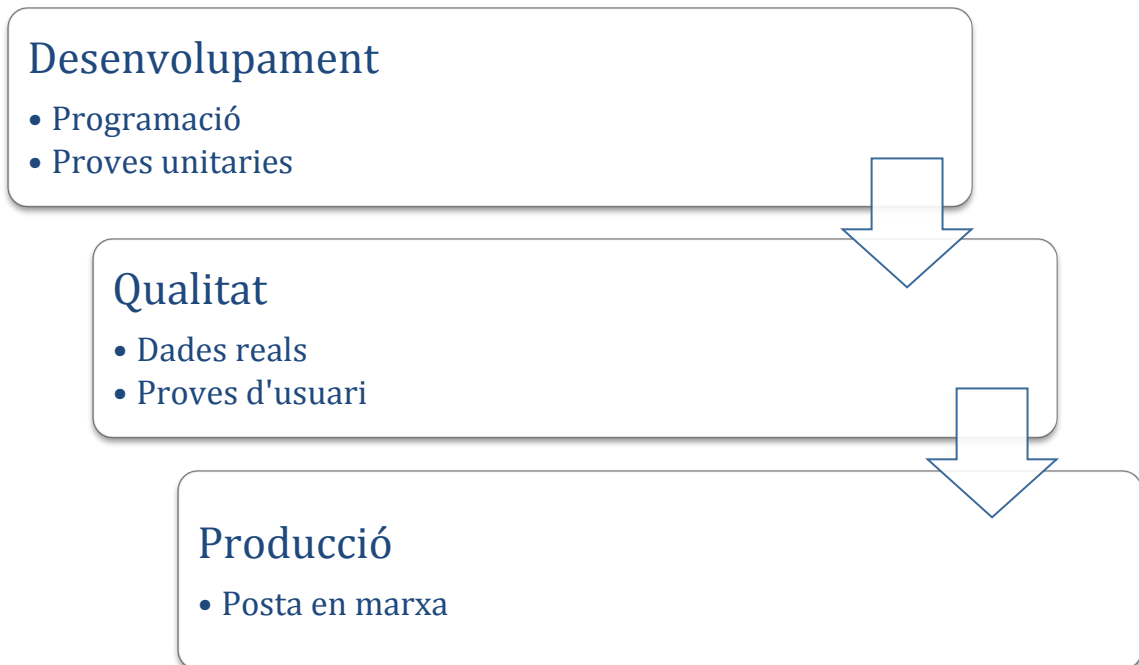 Desenvolupament
• Programació
• Proves unitaries
Qualitat
• Dades reals
• Proves d'usuari
Producció
• Posta en marxa